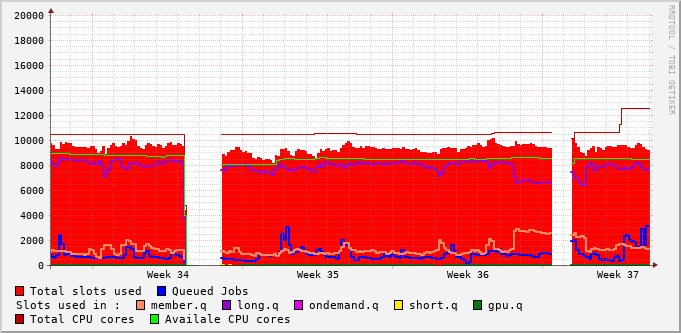 20000
18000
16000
14000
12000
10000
8000
6000
4000
2000
0
Week 34 Week 35 Week 36 Week 37
RRDTOOL / TOBI OETIKER
Total slots used Queued Jobs
Slots used in : member.q long.q ondemand.q short.q gpu.q
Total CPU cores Availale CPU cores